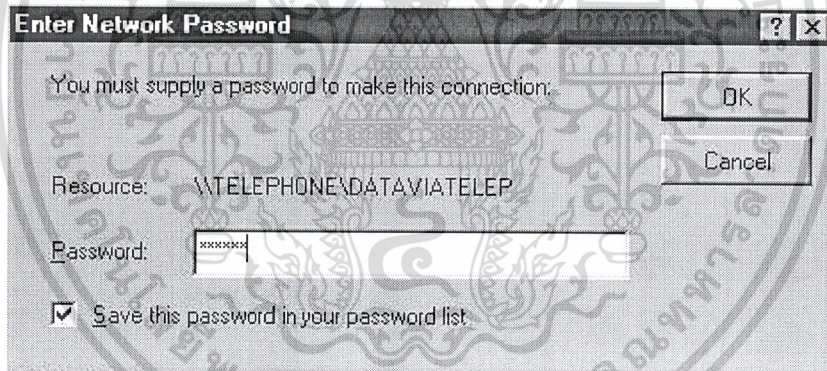 Enter Network Password
You must supply a password to make this connection:
OK
Cancel
Resource: \\TELEPHONE\DATAVIATELEP
Password: xxxxxx
Save this password in your password list